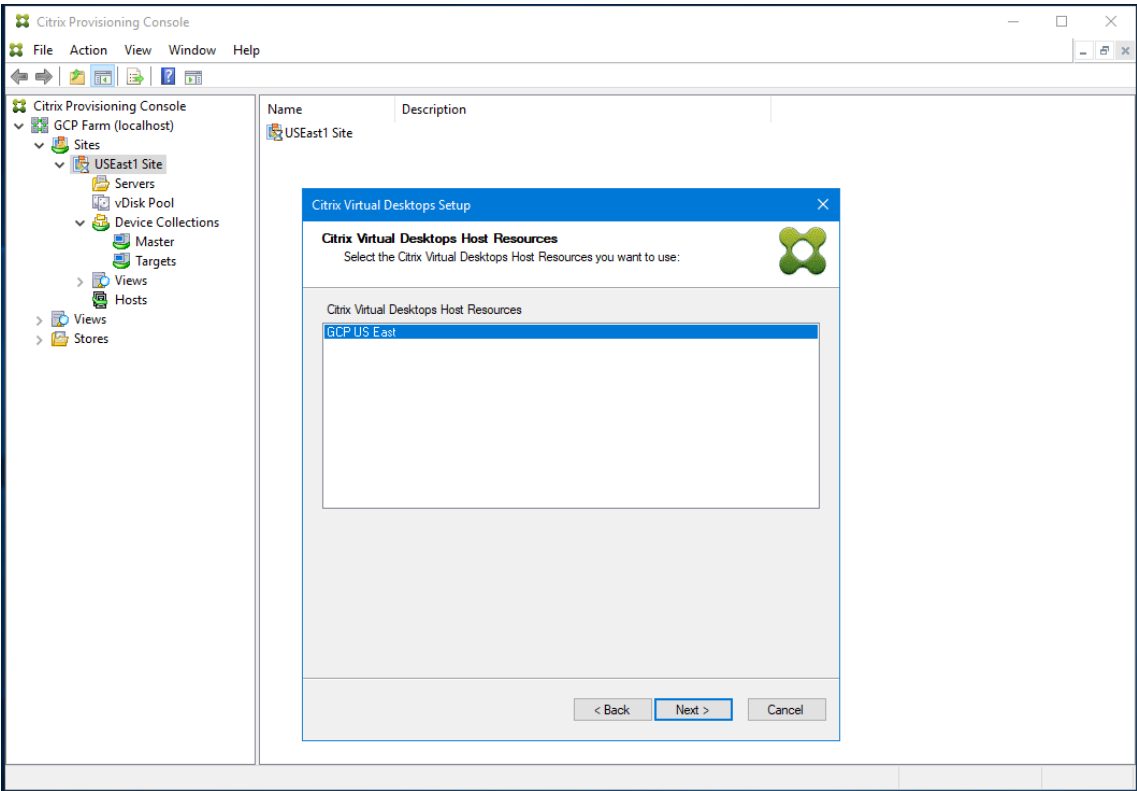 Citrix Provisioning Console
File Action View Window Help
Citrix Provisioning Console
GCP Farm (localhost)
Sites
USEast1 Site
Servers
vDisk Pool
Device Collections
Master
Targets
Views
Hosts
Views
Stores
Name Description
USEast1 Site
Citrix Virtual Desktops Setup
Citrix Virtual Desktops Host Resources
Select the Citrix Virtual Desktops Host Resources you want to use:
Citrix Virtual Desktops Host Resources
GCP US East
< Back Next > Cancel